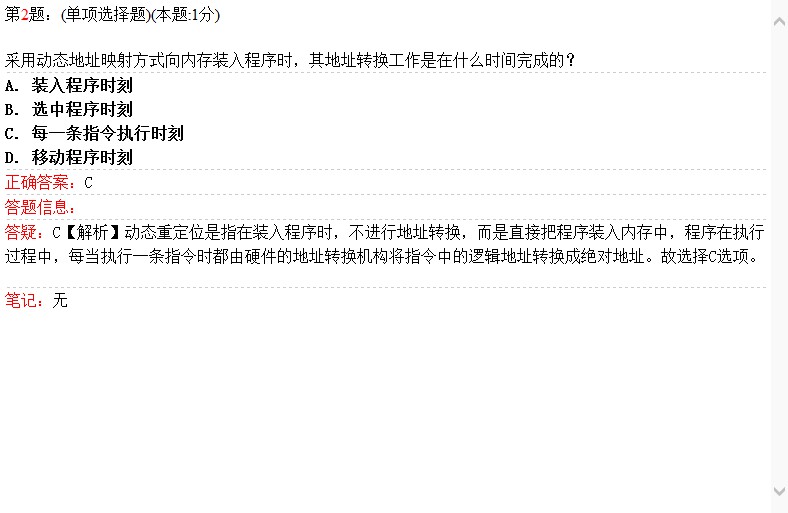 第2题：(单项选择题)(本题:1分)
采用动态地址映射方式向内存装入程序时，其地址转换工作是在什么时间完成的？
A. 装入程序时刻
B. 选中程序时刻
C. 每一条指令执行时刻
D. 移动程序时刻
正确答案：C
答题信息：
答疑：C【解析】动态重定位是指在装入程序时，不进行地址转换，而是直接把程序装入内存中，程序在执行
过程中，每当执行一条指令时都由硬件的地址转换机构将指令中的逻辑地址转换成绝对地址。故选择C选项。
笔记：无